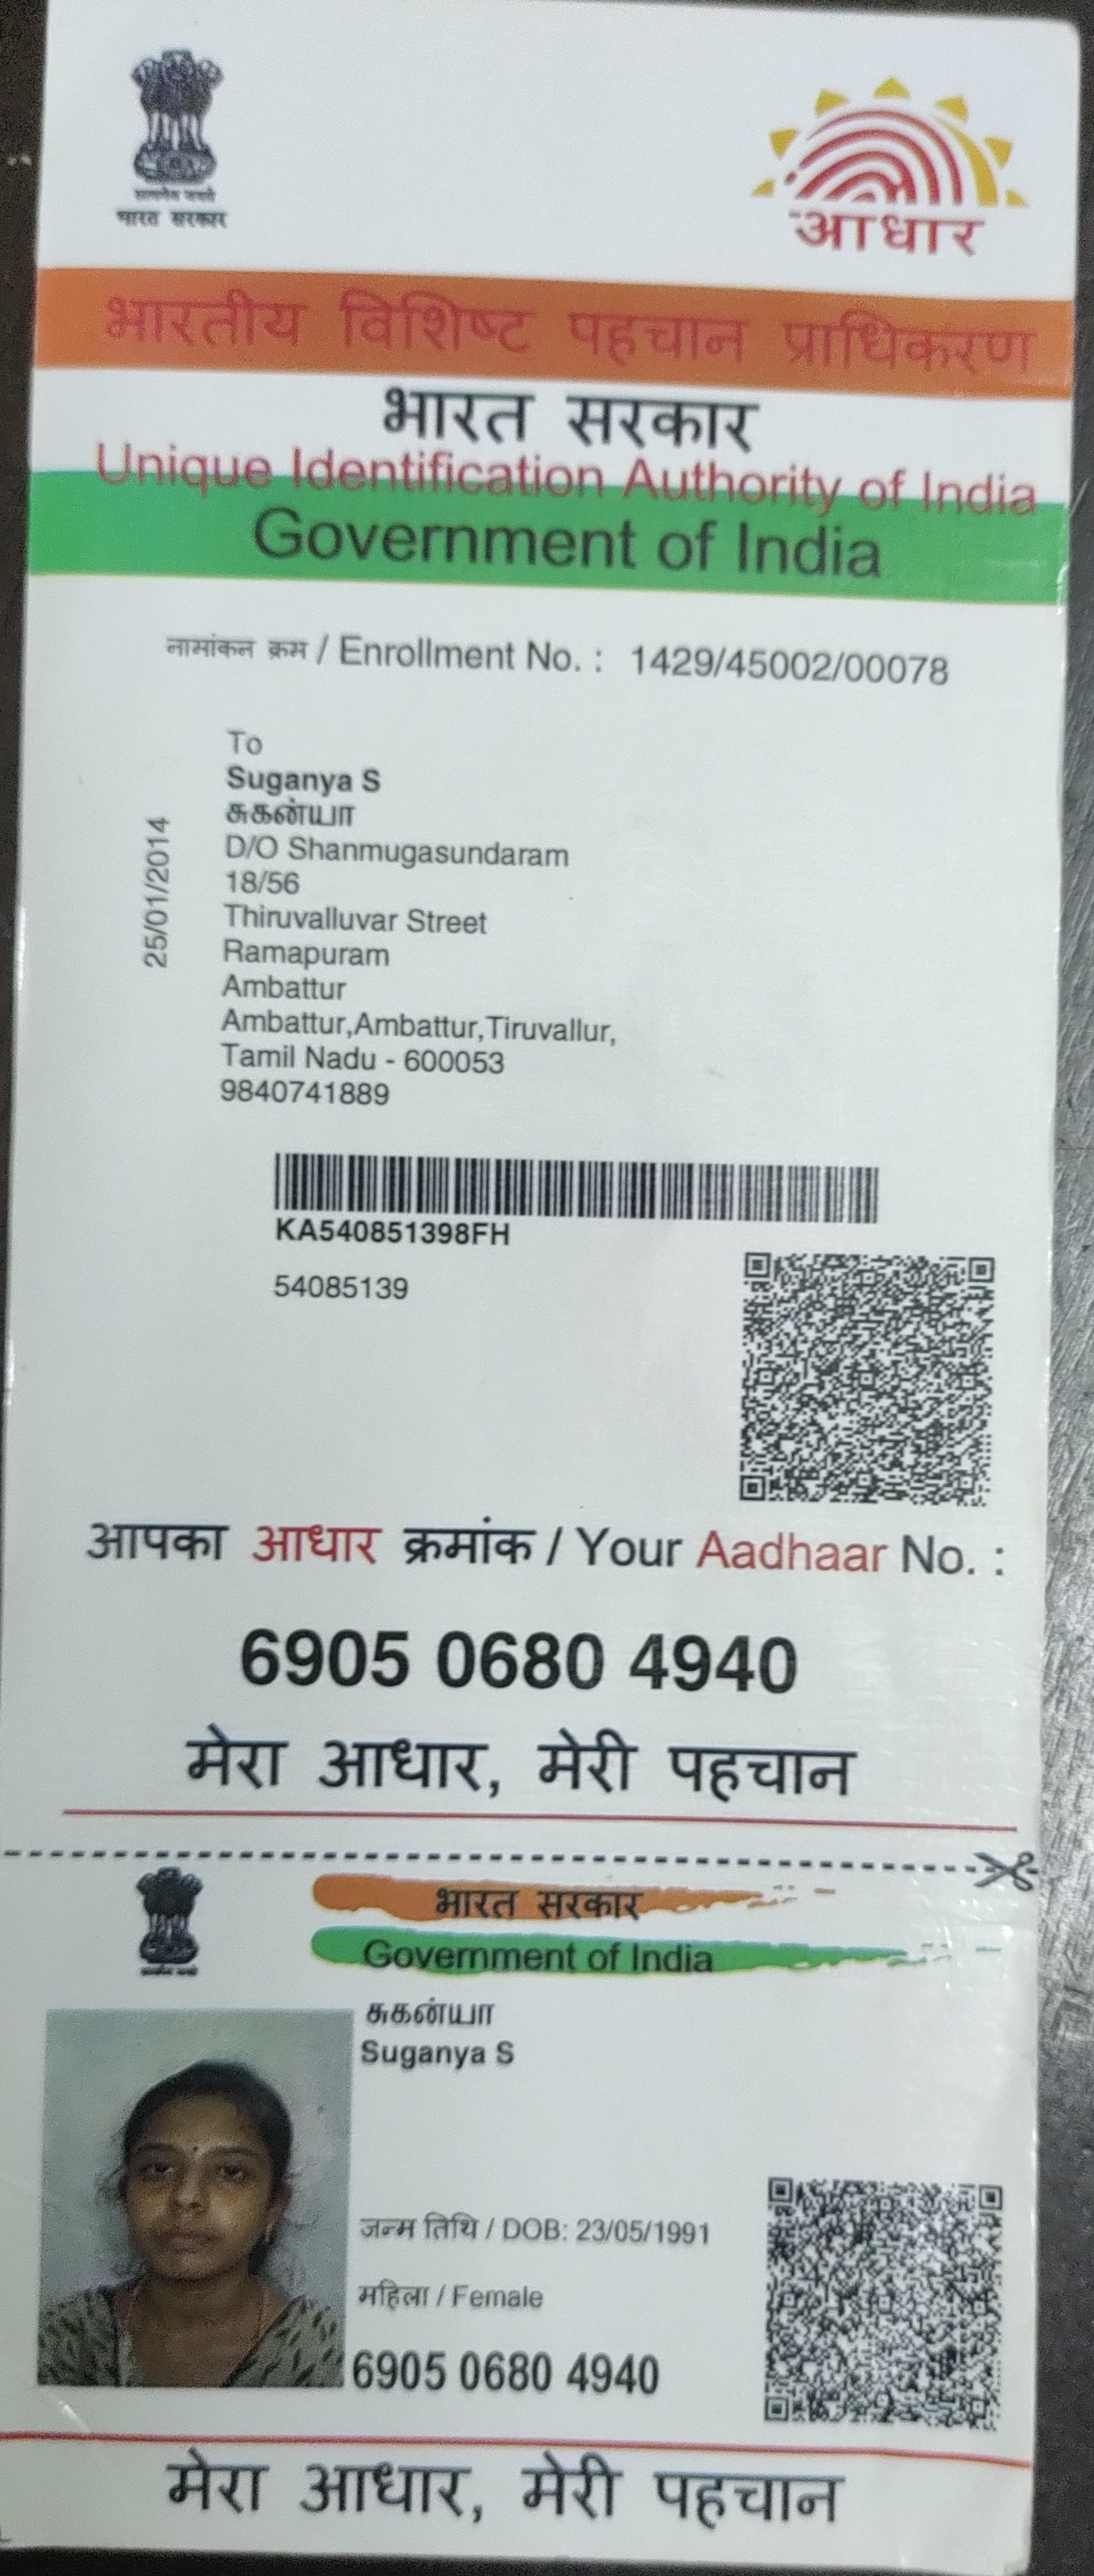 भारत सरकार
आधार
भारतीय विशिष्ट पहचान प्राधिकरण
भारत सरकार
Unique Identification Authority of India
Government of India
नामांकन क्रम / Enrollment No. : 1429/45002/00078
25/01/2014
To
Suganya S
சுகன்யா
D/O Shanmugasundaram
18/56
Thiruvalluvar Street
Ramapuram
Ambattur
Ambattur,Ambattur,Tiruvallur,
Tamil Nadu - 600053
9840741889
KA540851398FH
54085139
आपका आधार क्रमांक / Your Aadhaar No. :
6905 0680 4940
मेरा आधार, मेरी पहचान
भारत सरकार
Government of India
சுகன்யா
Suganya S
जन्म तिथि / DOB: 23/05/1991
महिला / Female
6905 0680 4940
मेरा आधार, मेरी पहचान